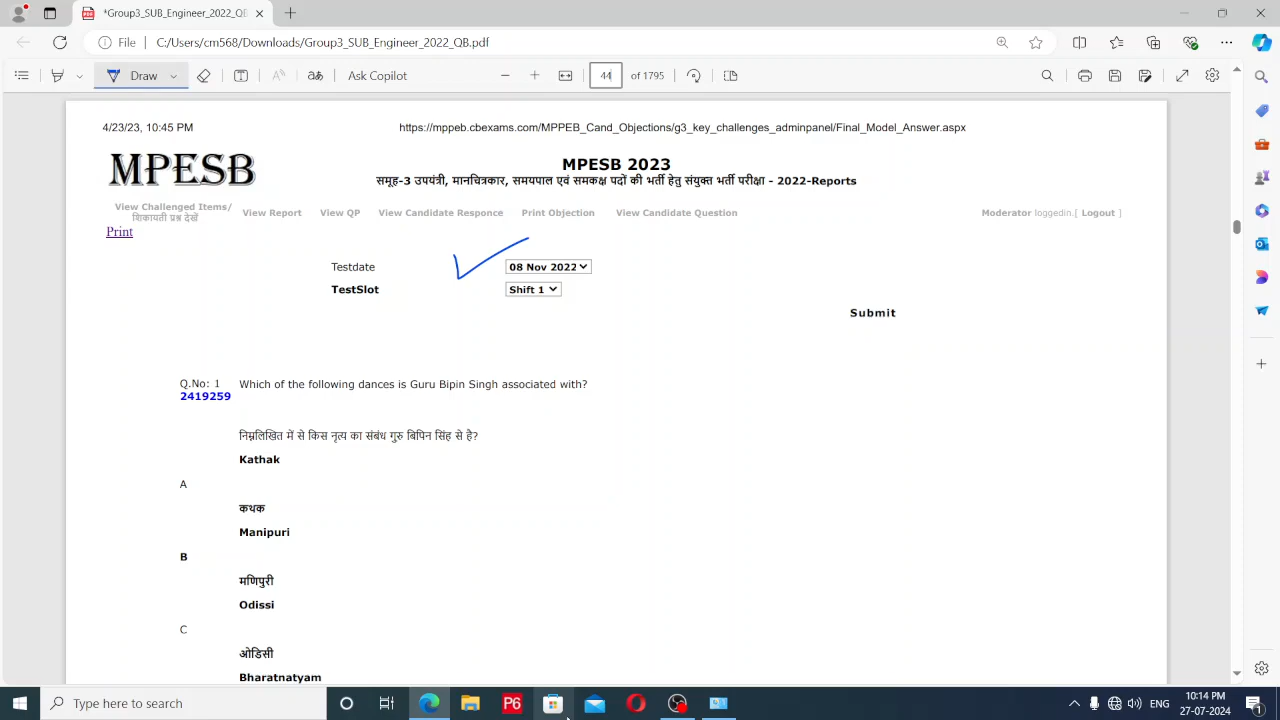 *Group3_SUB_Engineer_2022_QB
File C:/Users/cm568/Downloads/Group3_SUB_Engineer_2022_QB.pdf
Draw Ask Copilot 44 of 1795
4/23/23, 10:45 PM https://mppeb.cbexams.com/MPPEB_Cand_Objections/g3_key_challenges_adminpanel/Final_Model_Answer.aspx
MPESB
MPESB 2023
समूह-3 उपयंत्री, मानचित्रकार, समयपाल एवं समकक्ष पदों की भर्ती हेतु संयुक्त भर्ती परीक्षा - 2022-Reports
View Challenged Items/
शिकायती प्रश्न देखें
View Report View QP View Candidate Responce Print Objection View Candidate Question Moderator loggedin.[ Logout ]
Print
Testdate 08 Nov 2022
TestSlot Shift 1
Submit
Q.No: 1 Which of the following dances is Guru Bipin Singh associated with?
2419259
निम्नलिखित में से किस नृत्य का संबंध गुरु बिपिन सिंह से है?
Kathak
A
कथक
Manipuri
B
मणिपुरी
Odissi
C
ओडिसी
Bharatnatyam
Type here to search
P6
ENG
10:14 PM
27-07-2024
1